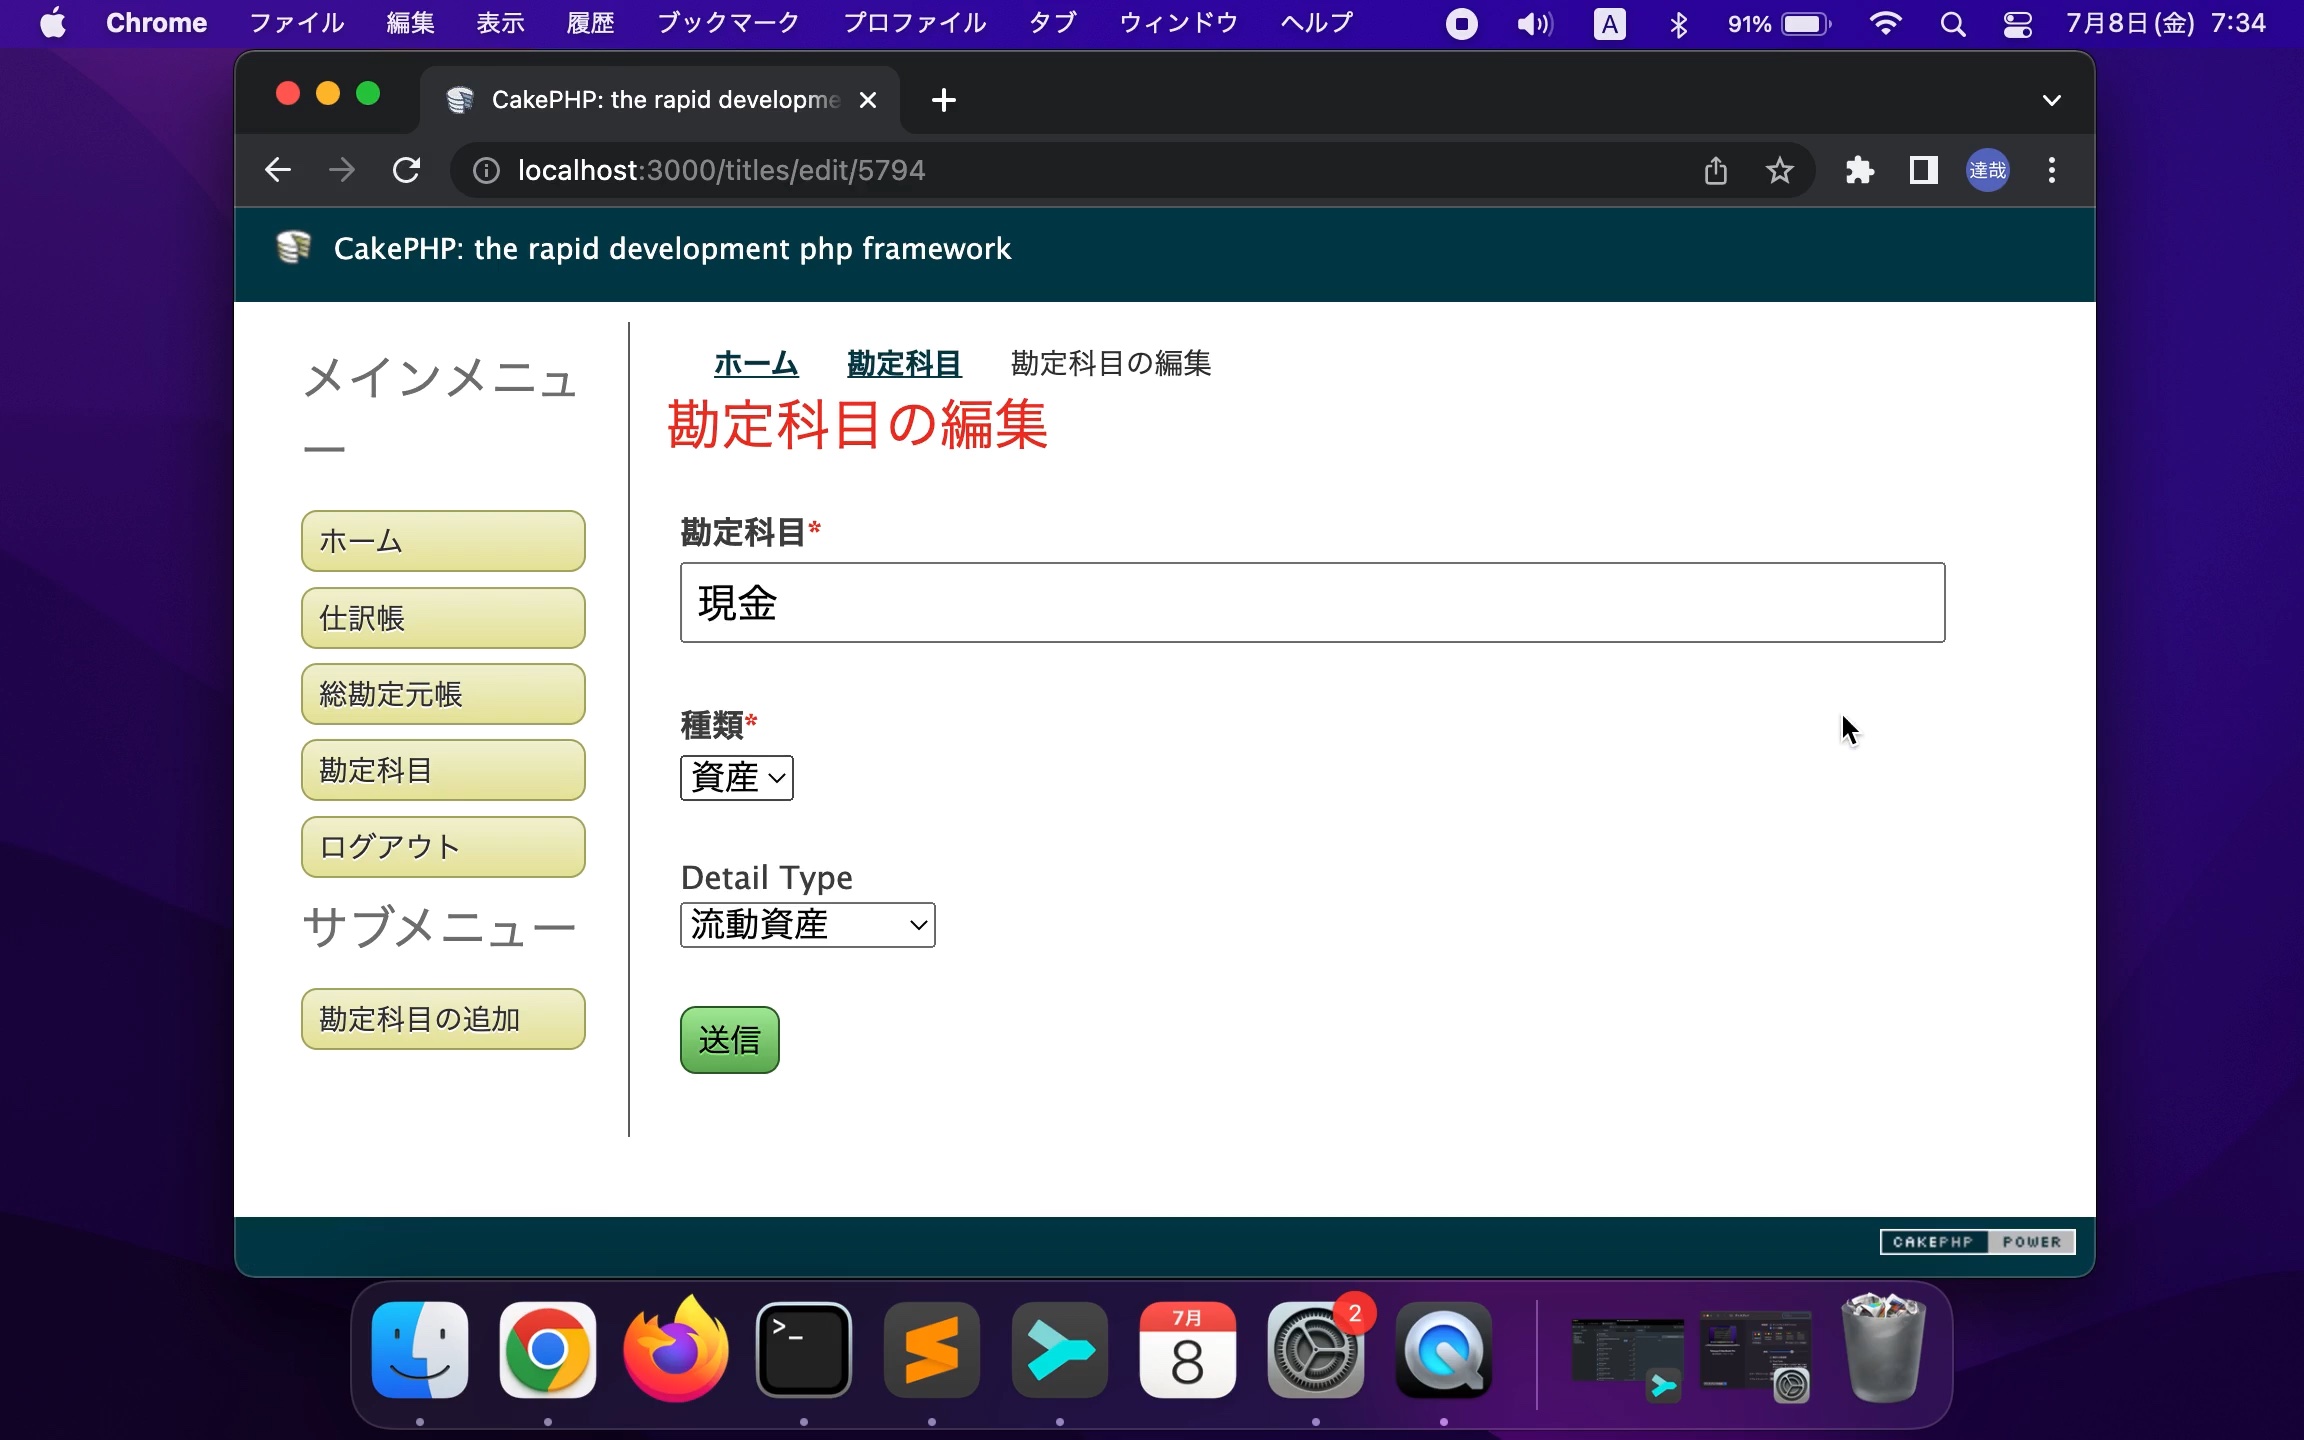 Chrome ファイル 編集 表示 履歴 ブックマーク プロファイル タブ ウィンドウ ヘルプ A 91% 7月8日(金) 7:34
CakePHP: the rapid developme
localhost:3000/titles/edit/5794 達哉
CakePHP: the rapid development php framework
メインメニュ
ー
ホーム
仕訳帳
総勘定元帳
勘定科目
ログアウト
サブメニュー
勘定科目の追加
ホーム 勘定科目 勘定科目の編集
勘定科目の編集
勘定科目*
現金
種類*
資産
Detail Type
流動資産
送信
CAKEPHP POWER
>_
7月
8
2